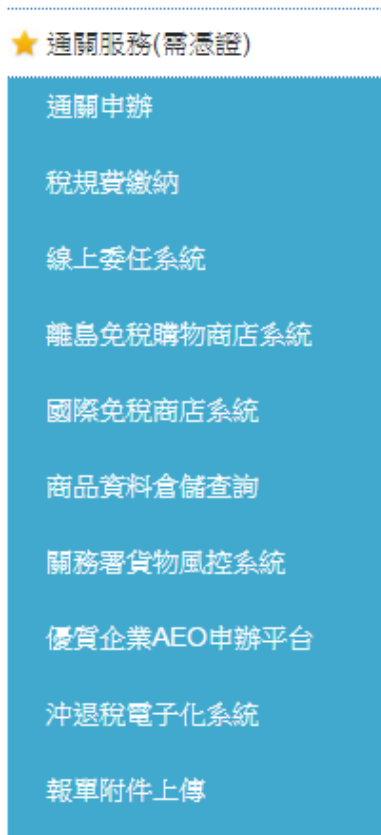 通關服務(需憑證)
通關申辦
稅規費繳納
線上委任系統
離島免稅購物商店系統
國際免稅商店系統
商品資料倉儲查詢
關務署貨物風控系統
優質企業AEO申辦平台
沖退稅電子化系統
報單附件上傳